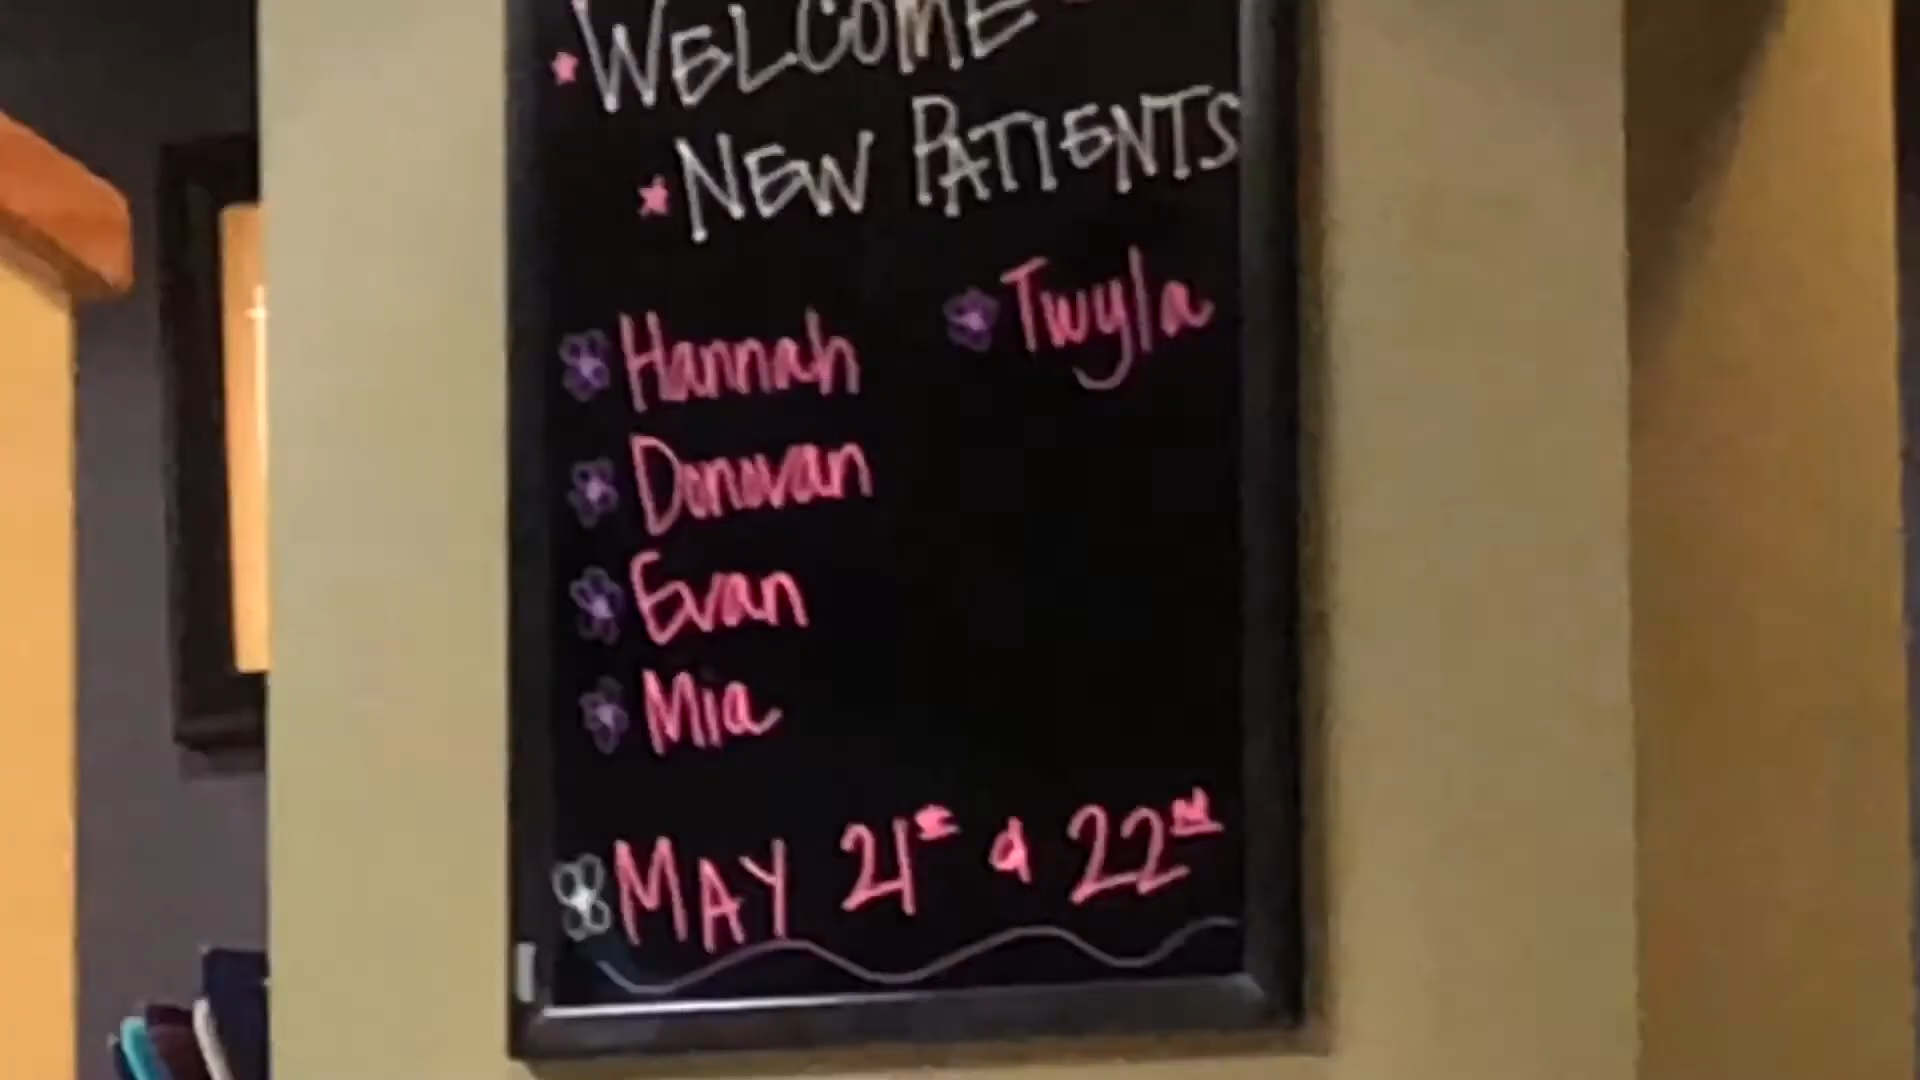 WELCOME
NEW PATIENTS
Hannah
Twyla
Donovan
Evan
Mia
MAY 21st & 22nd